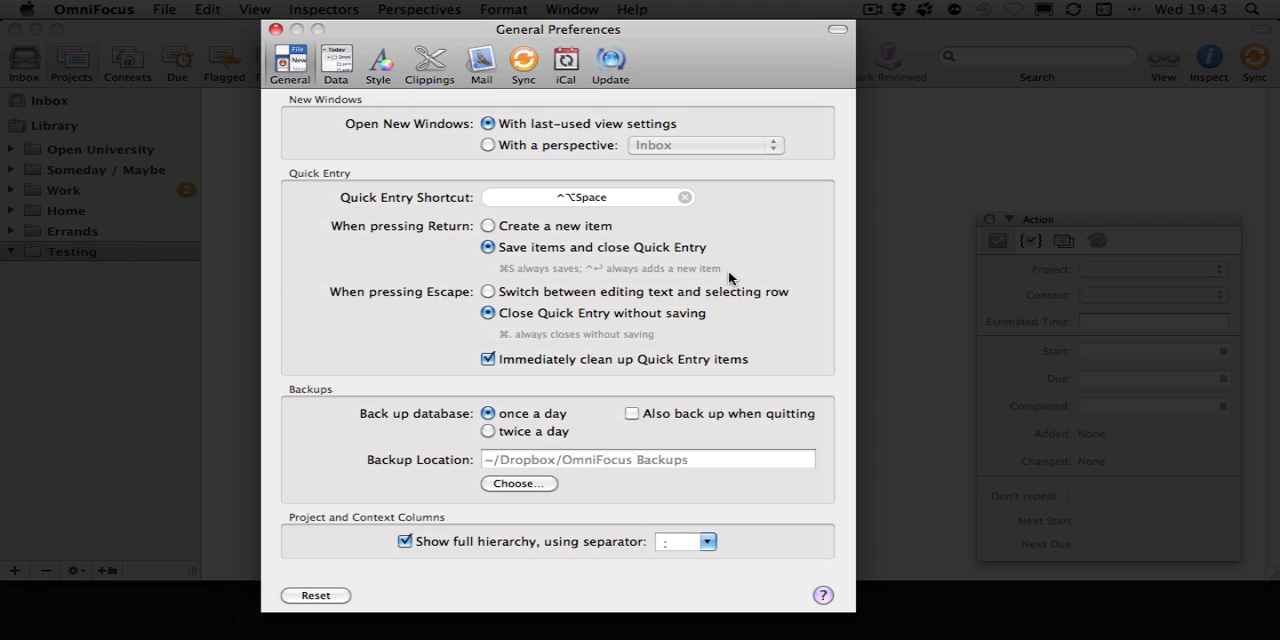 OmniFocus File Edit View Inspectors Perspectives Format Window Help Wed 19:43
General Preferences
General Data Style Clippings Mail Sync iCal Update
Inbox Projects Contexts Due Flagged
ark Reviewed Search View Inspect Sync
Inbox
Library
Open University
Someday / Maybe
Work 2
Home
Errands
Testing
New Windows
Open New Windows: With last-used view settings
With a perspective: Inbox
Quick Entry
Quick Entry Shortcut: ^⌥Space
When pressing Return: Create a new item
Save items and close Quick Entry
⌘S always saves; ^↩ always adds a new item
When pressing Escape: Switch between editing text and selecting row
Close Quick Entry without saving
⌘. always closes without saving
Immediately clean up Quick Entry items
Backups
Back up database: once a day Also back up when quitting
twice a day
Backup Location: ~/Dropbox/OmniFocus Backups
Choose...
Project and Context Columns
Show full hierarchy, using separator: :
Reset ?
Action
Project:
Context:
Estimated Time:
Start:
Due:
Completed:
Added: None
Changed: None
Don't repeat :
Next Start:
Next Due: